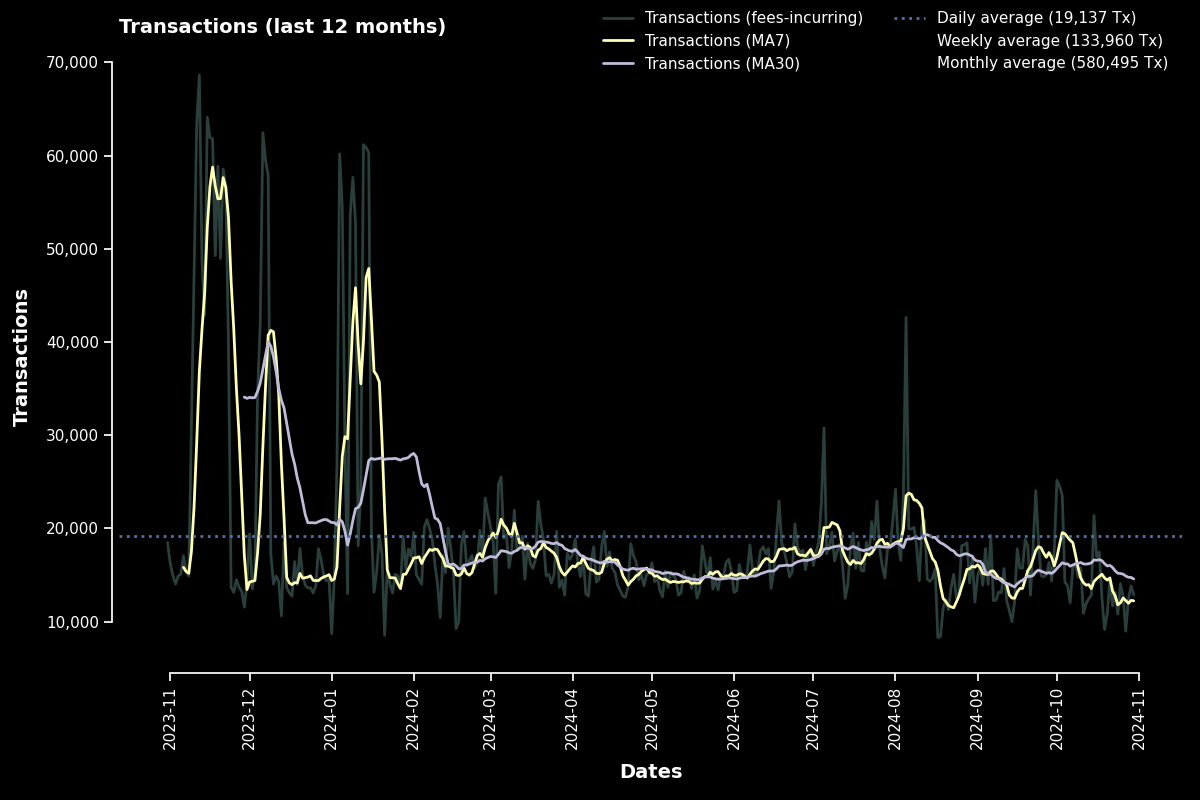 Transactions (last 12 months)
Transactions (fees-incurring)
Transactions (MA7)
Transactions (MA30)
Daily average (19,137 Tx)
Weekly average (133,960 Tx)
Monthly average (580,495 Tx)
Transactions
70,000
60,000
50,000
40,000
30,000
20,000
10,000
2023-11
2023-12
2024-01
2024-02
2024-03
2024-04
2024-05
2024-06
2024-07
2024-08
2024-09
2024-10
2024-11
Dates